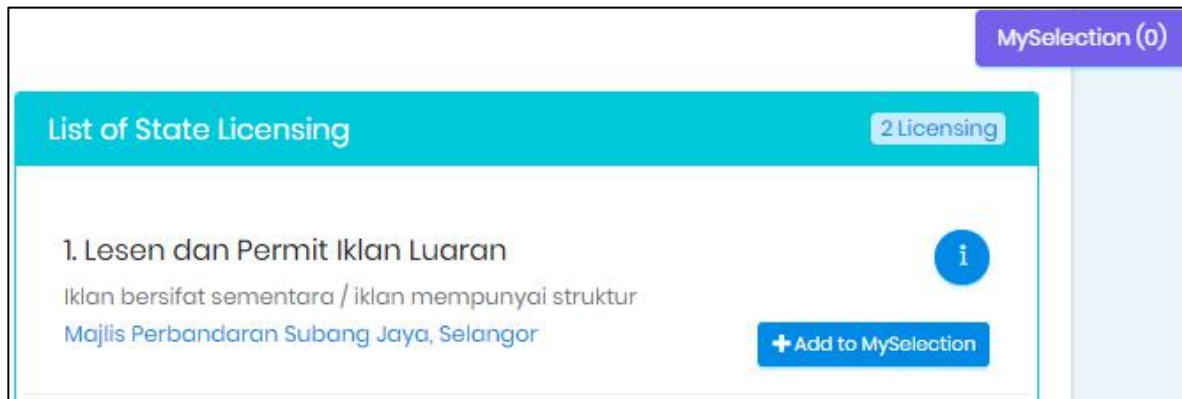 MySelection (0)
List of State Licensing
2 Licensing
1. Lesen dan Permit Iklan Luaran
i
Iklan bersifat sementara / iklan mempunyai struktur
Majlis Perbandaran Subang Jaya, Selangor
+ Add to MySelection